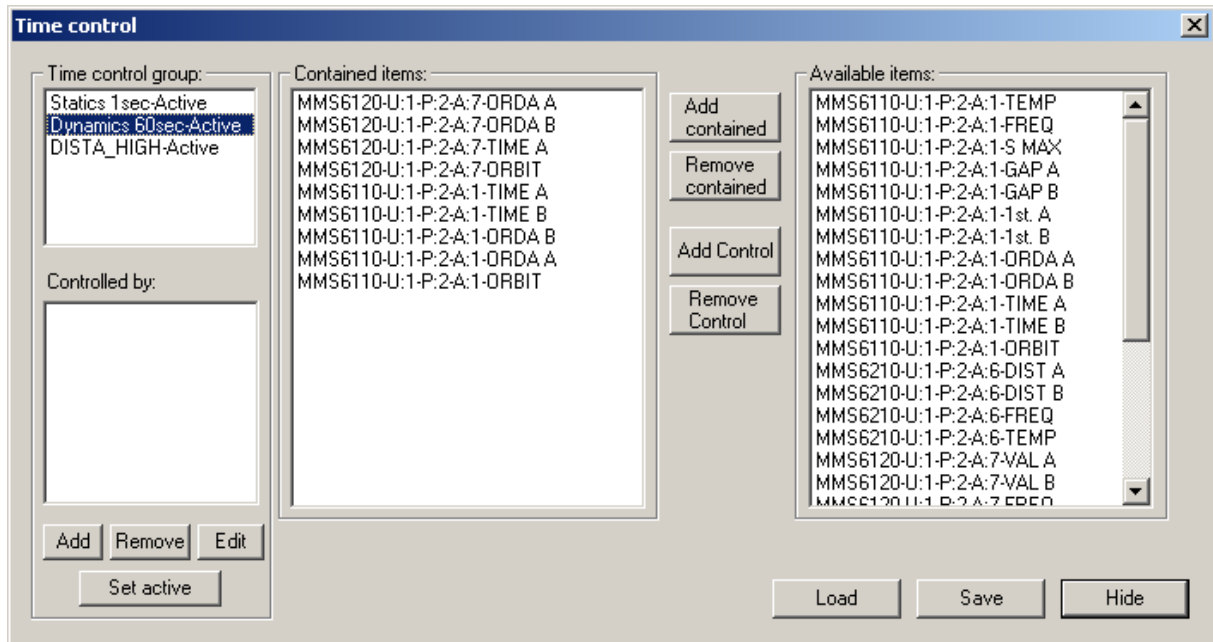 Time control
Time control group:
Statics 1sec-Active
Dynamics 60sec-Active
DISTA_HIGH-Active
Controlled by:
Add Remove Edit
Set active
Contained items:
MMS6120-U:1-P:2-A:7-ORDA A
MMS6120-U:1-P:2-A:7-ORDA B
MMS6120-U:1-P:2-A:7-TIME A
MMS6120-U:1-P:2-A:7-ORBIT
MMS6110-U:1-P:2-A:1-TIME A
MMS6110-U:1-P:2-A:1-TIME B
MMS6110-U:1-P:2-A:1-ORDA B
MMS6110-U:1-P:2-A:1-ORDA A
MMS6110-U:1-P:2-A:1-ORBIT
Add
contained
Remove
contained
Add Control
Remove
Control
Available items:
MMS6110-U:1-P:2-A:1-TEMP
MMS6110-U:1-P:2-A:1-FREQ
MMS6110-U:1-P:2-A:1-S MAX
MMS6110-U:1-P:2-A:1-GAP A
MMS6110-U:1-P:2-A:1-GAP B
MMS6110-U:1-P:2-A:1-1st. A
MMS6110-U:1-P:2-A:1-1st. B
MMS6110-U:1-P:2-A:1-ORDA A
MMS6110-U:1-P:2-A:1-ORDA B
MMS6110-U:1-P:2-A:1-TIME A
MMS6110-U:1-P:2-A:1-TIME B
MMS6110-U:1-P:2-A:1-ORBIT
MMS6210-U:1-P:2-A:6-DIST A
MMS6210-U:1-P:2-A:6-DIST B
MMS6210-U:1-P:2-A:6-FREQ
MMS6210-U:1-P:2-A:6-TEMP
MMS6120-U:1-P:2-A:7-VAL A
MMS6120-U:1-P:2-A:7-VAL B
MMS6120-U:1-P:2-A:7-FREQ
Load Save Hide